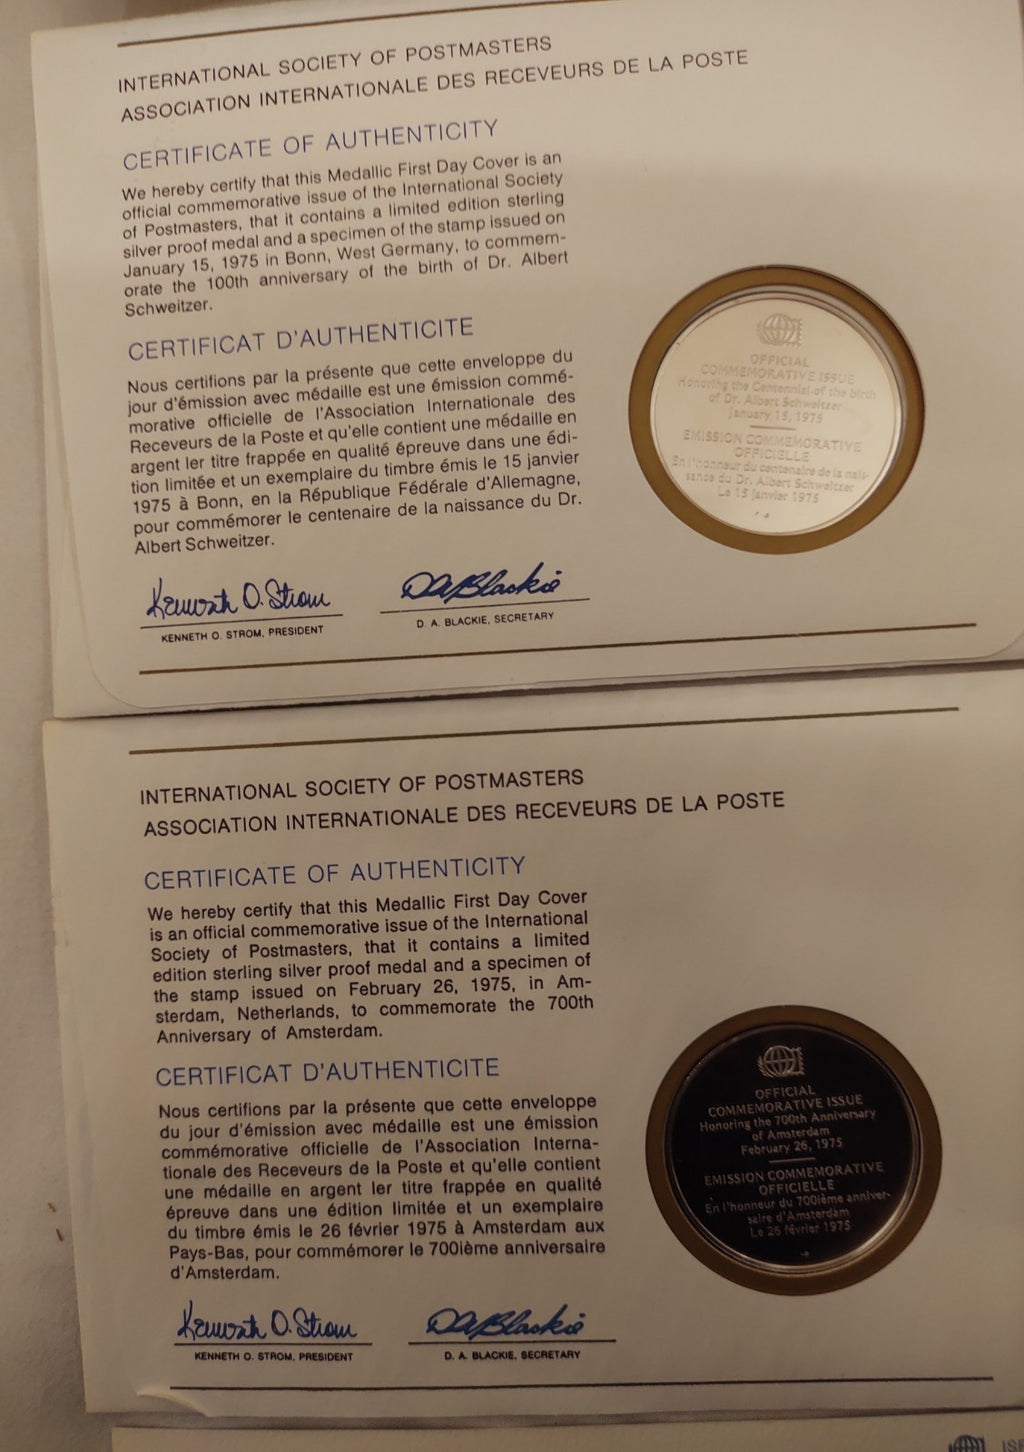 INTERNATIONAL SOCIETY OF POSTMASTERS
ASSOCIATION INTERNATIONALE DES RECEVEURS DE LA POSTE
CERTIFICATE OF AUTHENTICITY
We hereby certify that this Medallic First Day Cover is an
official commemorative issue of the International Society
of Postmasters, that it contains a limited edition sterling
silver proof medal and a specimen of the stamp issued on
January 15, 1975 in Bonn, West Germany, to commem-
orate the 100th anniversary of the birth of Dr. Albert
Schweitzer.
CERTIFICAT D'AUTHENTICITE
Nous certifions par la présente que cette enveloppe du
jour d'émission avec médaille est une émission commé-
morative officielle de l'Association Internationale des
Receveurs de la Poste et qu'elle contient une médaille en
argent ler titre frappée en qualité épreuve dans une édi-
tion limitée et un exemplaire du timbre émis le 15 janvier
1975 à Bonn, en la République Fédérale d'Allemagne,
pour commémorer le centenaire de la naissance du Dr.
Albert Schweitzer.
Kenneth O. Strom
D A Blackie
KENNETH O. STROM, PRESIDENT
D. A. BLACKIE, SECRETARY
OFFICIAL
COMMEMORATIVE ISSUE
Honoring the Centennial of the birth
of Dr. Albert Schweitzer
January 15, 1975
EMISSION COMMEMORATIVE
OFFICIELLE
En l'honneur du centenaire de la nais-
sance du Dr. Albert Schweitzer
Le 15 janvier 1975
INTERNATIONAL SOCIETY OF POSTMASTERS
ASSOCIATION INTERNATIONALE DES RECEVEURS DE LA POSTE
CERTIFICATE OF AUTHENTICITY
We hereby certify that this Medallic First Day Cover
is an official commemorative issue of the International
Society of Postmasters, that it contains a limited
edition sterling silver proof medal and a specimen of
the stamp issued on February 26, 1975, in Am-
sterdam, Netherlands, to commemorate the 700th
Anniversary of Amsterdam.
CERTIFICAT D'AUTHENTICITE
Nous certifions par la présente que cette enveloppe
du jour d'émission avec médaille est une émission
commémorative officielle de l'Association Interna-
tionale des Receveurs de la Poste et qu'elle contient
une médaille en argent ler titre frappée en qualité
épreuve dans une édition limitée et un exemplaire
du timbre émis le 26 février 1975 à Amsterdam aux
Pays-Bas, pour commémorer le 700ième anniversaire
d'Amsterdam.
Kenneth O. Strom
D A Blackie
KENNETH O. STROM, PRESIDENT
D. A. BLACKIE, SECRETARY
OFFICIAL
COMMEMORATIVE ISSUE
Honoring the 700th Anniversary
of Amsterdam
February 26, 1975
EMISSION COMMEMORATIVE
OFFICIELLE
En l'honneur du 700ième anniver-
saire d'Amsterdam
Le 26 février 1975